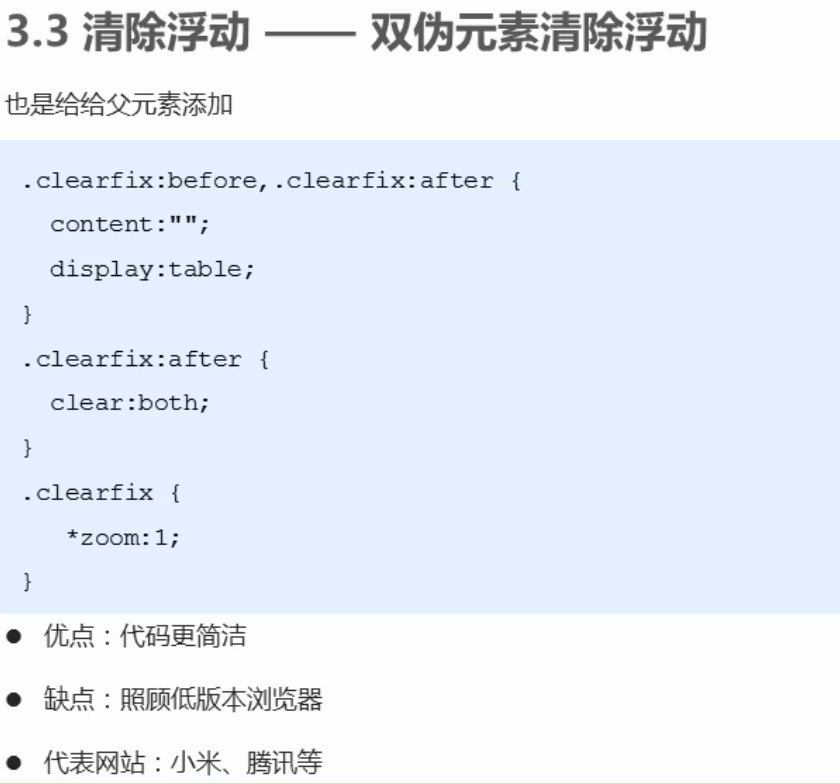 3.3 清除浮动 —— 双伪元素清除浮动
也是给给父元素添加
.clearfix:before,.clearfix:after {
  content:"";
  display:table;
}
.clearfix:after {
  clear:both;
}
.clearfix {
   *zoom:1;
}
● 优点：代码更简洁
● 缺点：照顾低版本浏览器
● 代表网站：小米、腾讯等